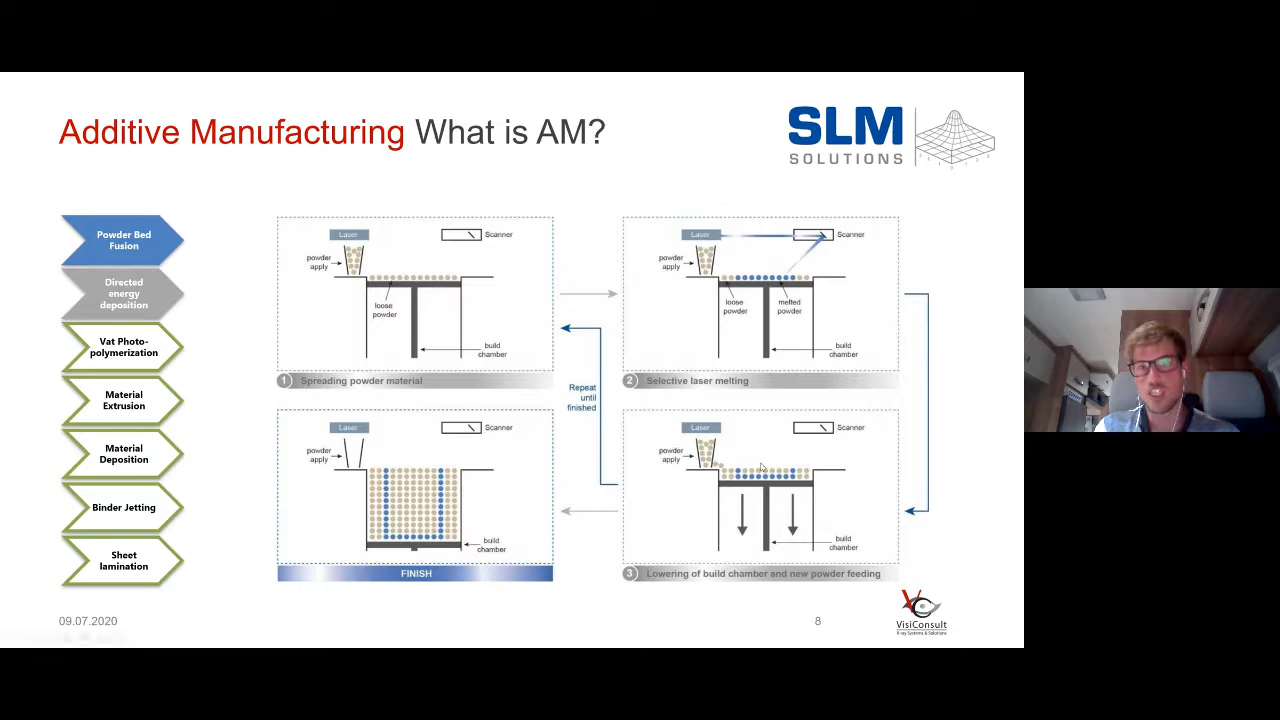 Additive Manufacturing What is AM?
SLM
SOLUTIONS
Powder Bed
Fusion
Directed
energy
deposition
Vat Photo-
polymerization
Material
Extrusion
Material
Deposition
Binder Jetting
Sheet
lamination
Laser
Scanner
powder
apply
loose
powder
build
chamber
1 Spreading powder material
Laser
Scanner
powder
apply
loose
powder
melted
powder
build
chamber
2 Selective laser melting
Repeat
until
finished
Laser
Scanner
powder
apply
build
chamber
FINISH
Laser
Scanner
powder
apply
build
chamber
3 Lowering of build chamber and new powder feeding
09.07.2020
8
VisiConsult
X-ray Systems & Solutions